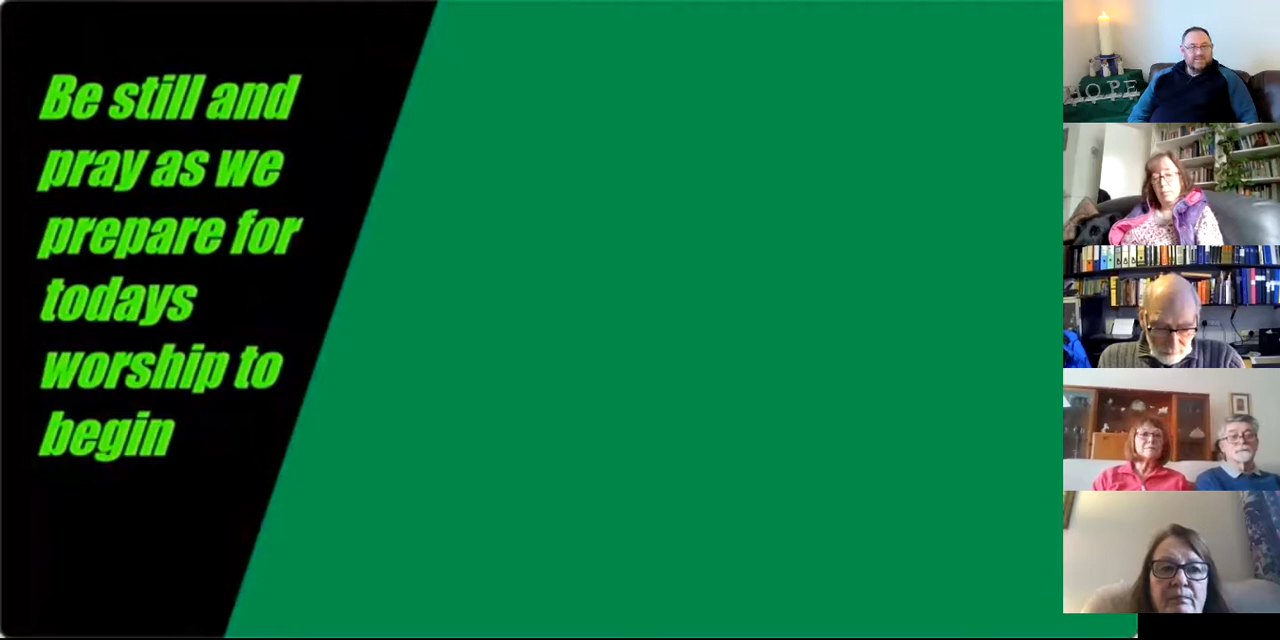 Be still and
pray as we
prepare for
todays
worship to
begin
HOPE